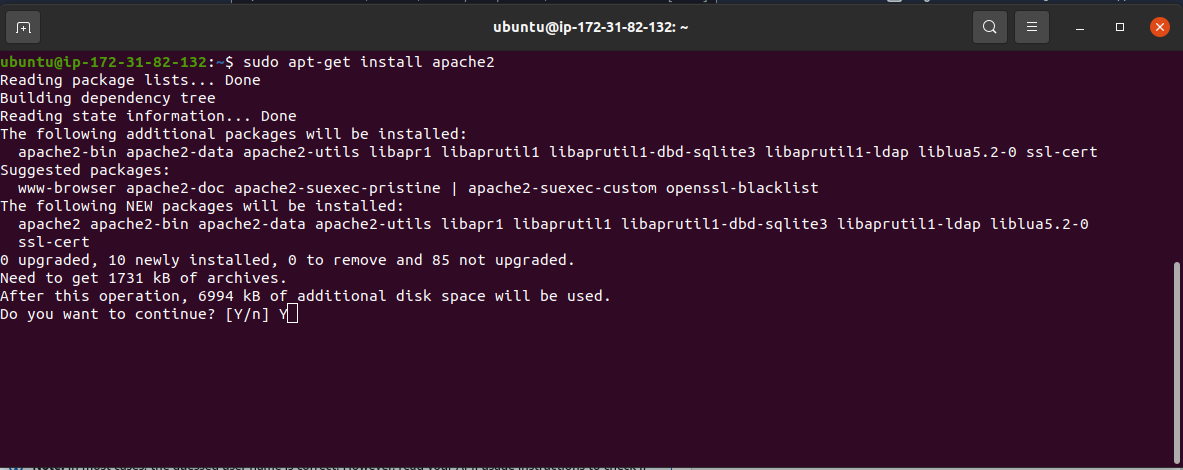 ubuntu@ip-172-31-82-132: ~
ubuntu@ip-172-31-82-132:~$ sudo apt-get install apache2
Reading package lists... Done
Building dependency tree
Reading state information... Done
The following additional packages will be installed:
  apache2-bin apache2-data apache2-utils libapr1 libaprutil1 libaprutil1-dbd-sqlite3 libaprutil1-ldap liblua5.2-0 ssl-cert
Suggested packages:
  www-browser apache2-doc apache2-suexec-pristine | apache2-suexec-custom openssl-blacklist
The following NEW packages will be installed:
  apache2 apache2-bin apache2-data apache2-utils libapr1 libaprutil1 libaprutil1-dbd-sqlite3 libaprutil1-ldap liblua5.2-0
  ssl-cert
0 upgraded, 10 newly installed, 0 to remove and 85 not upgraded.
Need to get 1731 kB of archives.
After this operation, 6994 kB of additional disk space will be used.
Do you want to continue? [Y/n] Y